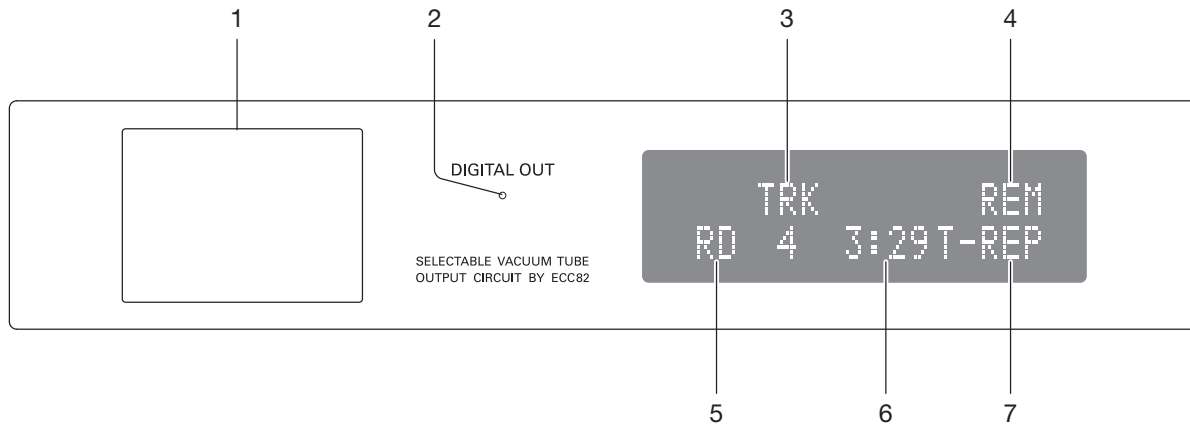 1 2 3 4
DIGITAL OUT
TRK REM
RD 4 3:29T-REP
SELECTABLE VACUUM TUBE
OUTPUT CIRCUIT BY ECC82
5 6 7